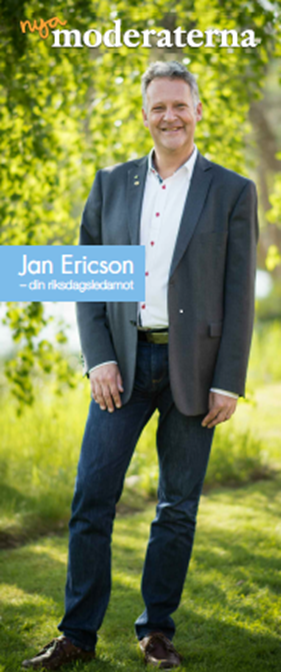 nya
moderaterna
Jan Ericson
– din riksdagsledamot